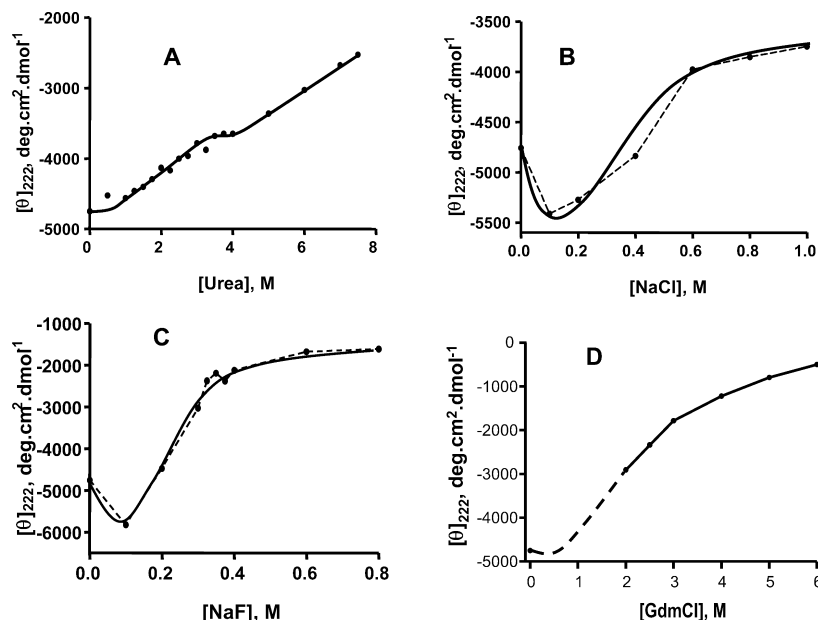 A
[θ]222, deg.cm2.dmol-1
-2000
-3000
-4000
-5000
0 2 4 6 8
[Urea], M
B
[θ]222, deg.cm2.dmol-1
-3500
-4000
-4500
-5000
-5500
0.0 0.2 0.4 0.6 0.8 1.0
[NaCl], M
C
[θ]222, deg.cm2.dmol1
-1000
-2000
-3000
-4000
-5000
-6000
0.0 0.2 0.4 0.6 0.8
[NaF], M
D
[θ]222, deg.cm2.dmol-1
0
-1000
-2000
-3000
-4000
-5000
0 1 2 3 4 5 6
[GdmCl], M